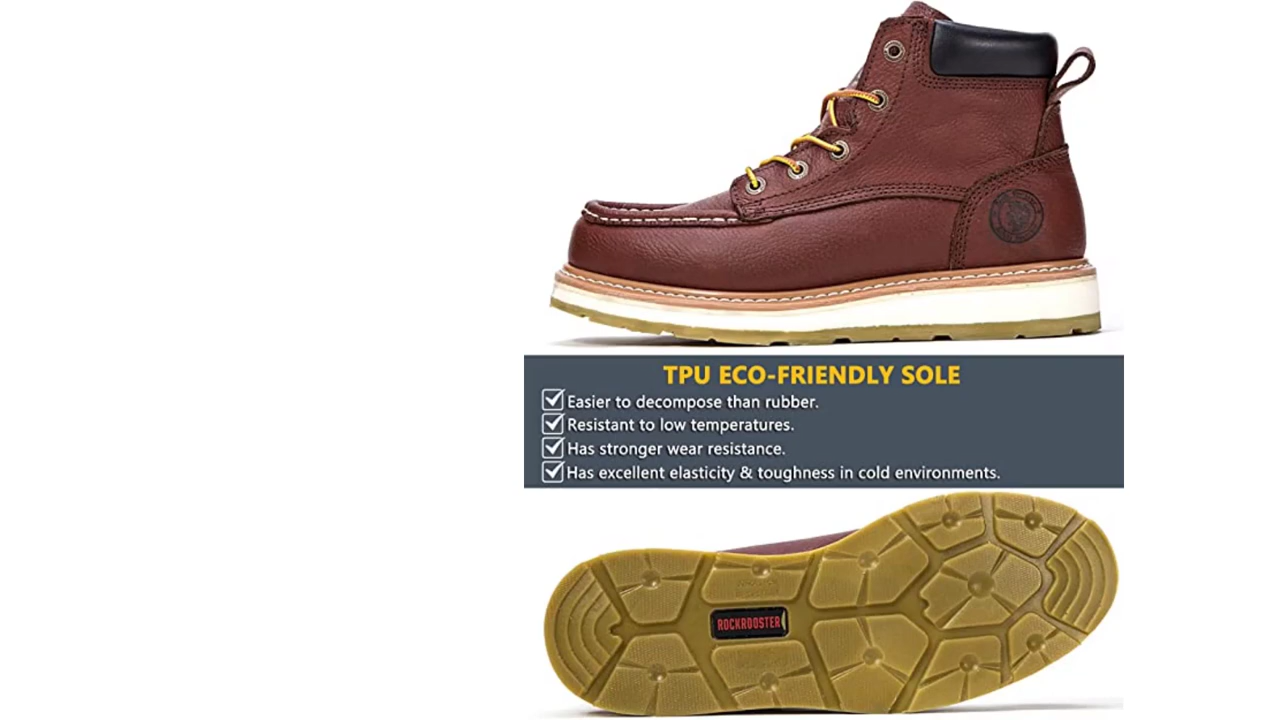 TPU ECO-FRIENDLY SOLE
Easier to decompose than rubber.
Resistant to low temperatures.
Has stronger wear resistance.
Has excellent elasticity & toughness in cold environments.
ROCKROOSTER